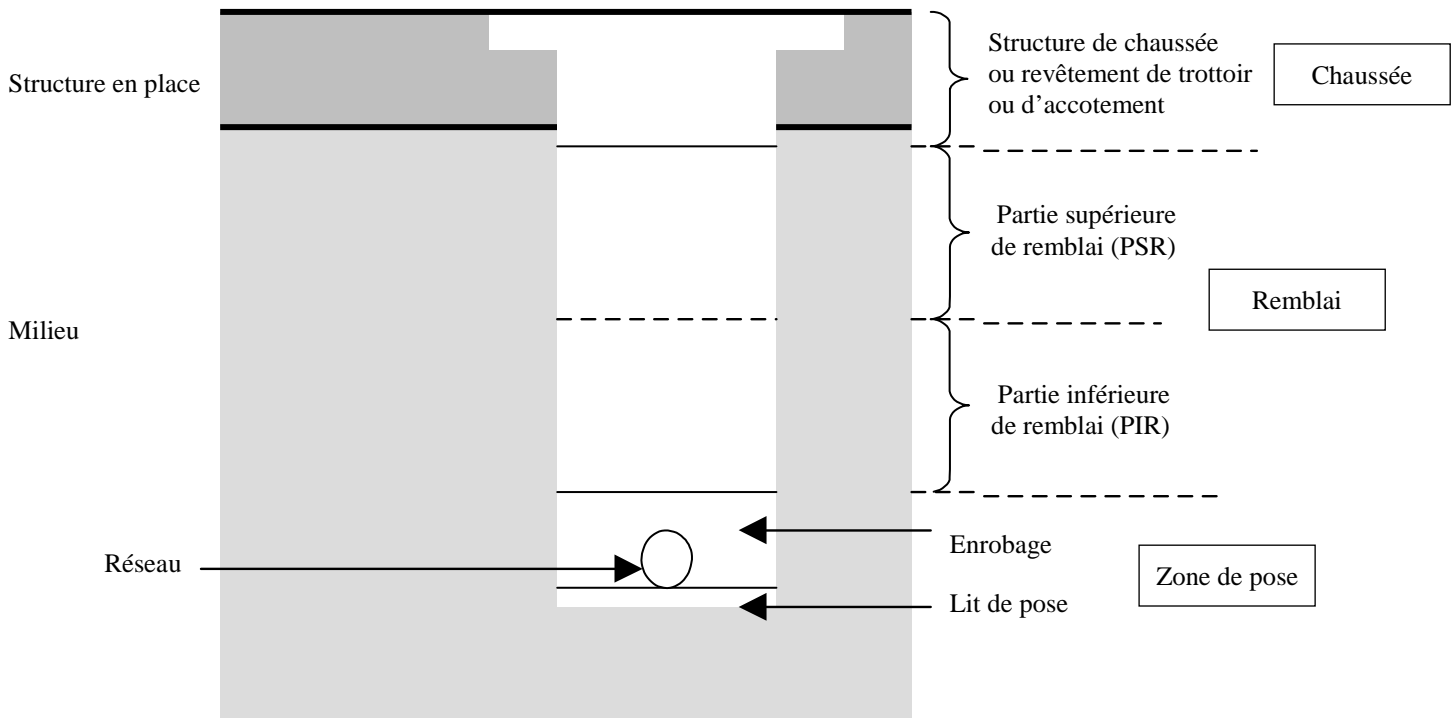 Structure en place
Structure de chaussée
ou revêtement de trottoir
ou d'accotement
Chaussée
Partie supérieure
de remblai (PSR)
Remblai
Milieu
Partie inférieure
de remblai (PIR)
Enrobage
Réseau
Zone de pose
Lit de pose